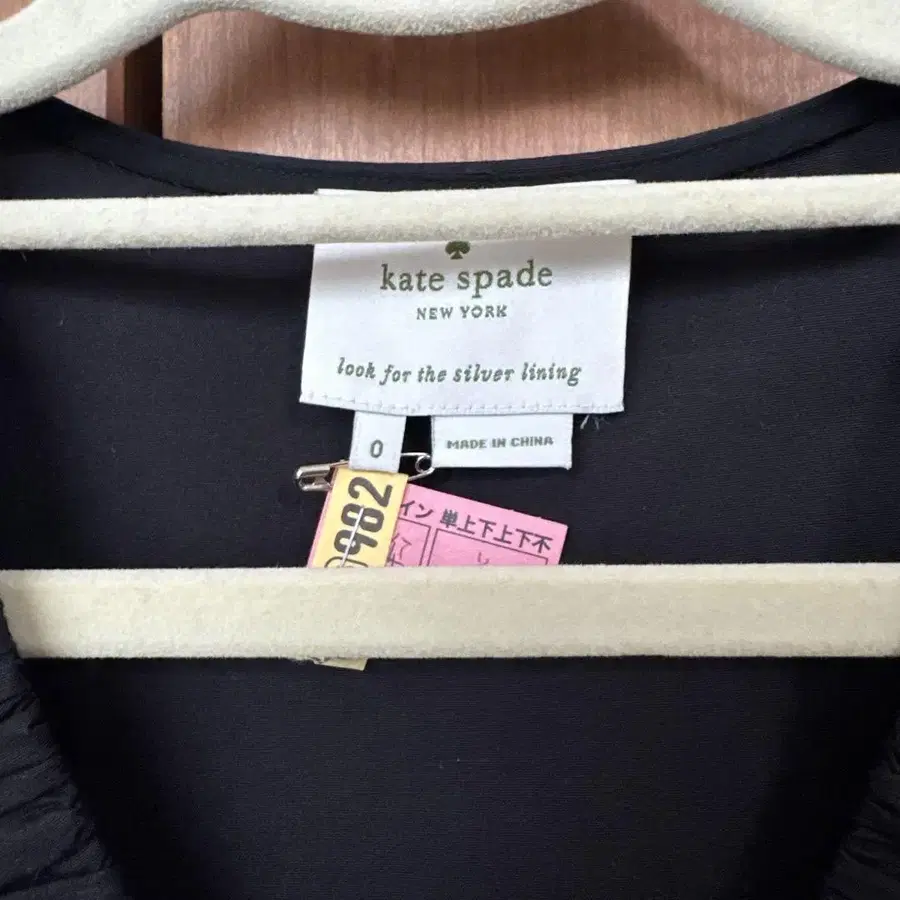 kate spade
NEW YORK
look for the silver lining
0
MADE IN CHINA
982
イン 単上下上下不